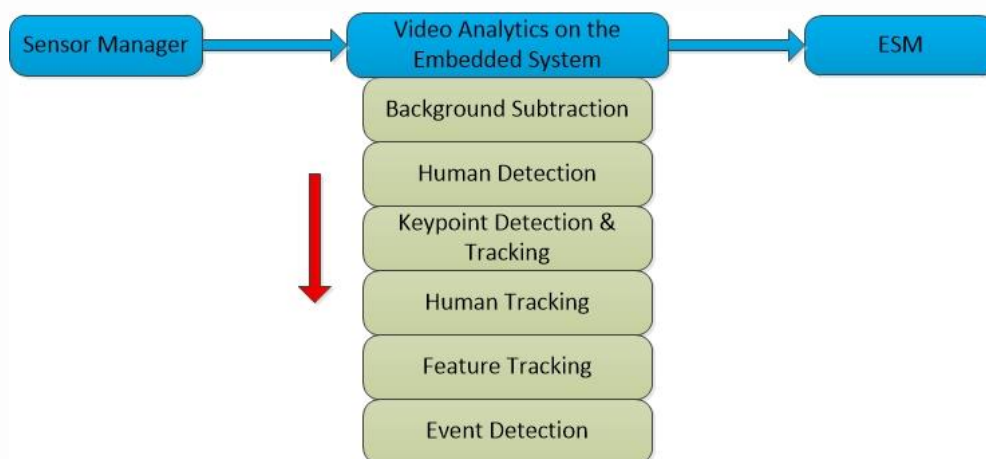 Sensor Manager
Video Analytics on the
Embedded System
ESM
Background Subtraction
Human Detection
Keypoint Detection &
Tracking
Human Tracking
Feature Tracking
Event Detection